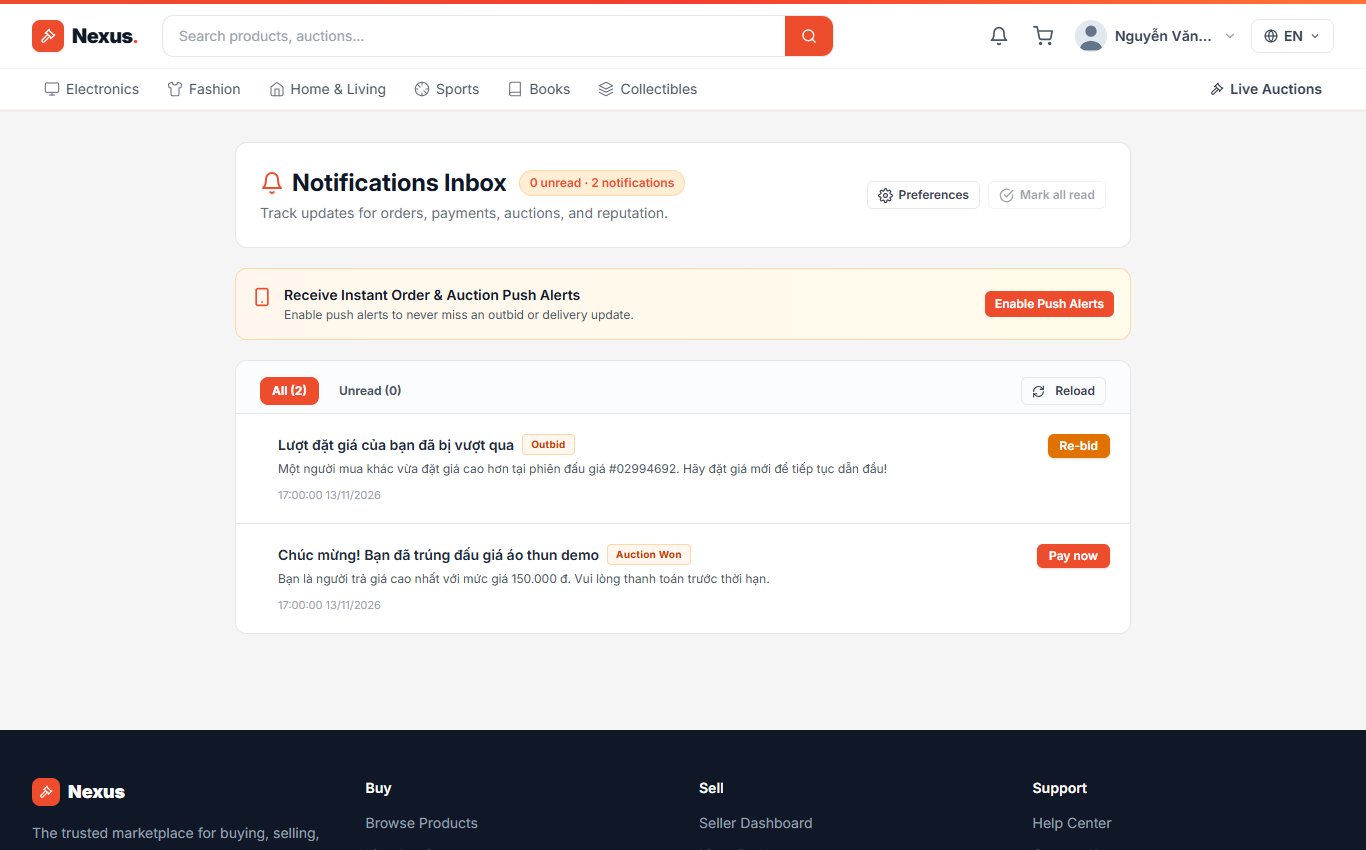 Nexus.
Search products, auctions...
Nguyễn Văn...
EN
Electronics
Fashion
Home & Living
Sports
Books
Collectibles
Live Auctions
Notifications Inbox
0 unread · 2 notifications
Track updates for orders, payments, auctions, and reputation.
Preferences
Mark all read
Receive Instant Order & Auction Push Alerts
Enable push alerts to never miss an outbid or delivery update.
Enable Push Alerts
All (2)
Unread (0)
Reload
Lượt đặt giá của bạn đã bị vượt qua
Outbid
Một người mua khác vừa đặt giá cao hơn tại phiên đấu giá #02994692. Hãy đặt giá mới để tiếp tục dẫn đầu!
17:00:00 13/11/2026
Re-bid
Chúc mừng! Bạn đã trúng đấu giá áo thun demo
Auction Won
Bạn là người trả giá cao nhất với mức giá 150.000 đ. Vui lòng thanh toán trước thời hạn.
17:00:00 13/11/2026
Pay now
Nexus
The trusted marketplace for buying, selling,
Buy
Browse Products
Sell
Seller Dashboard
Support
Help Center